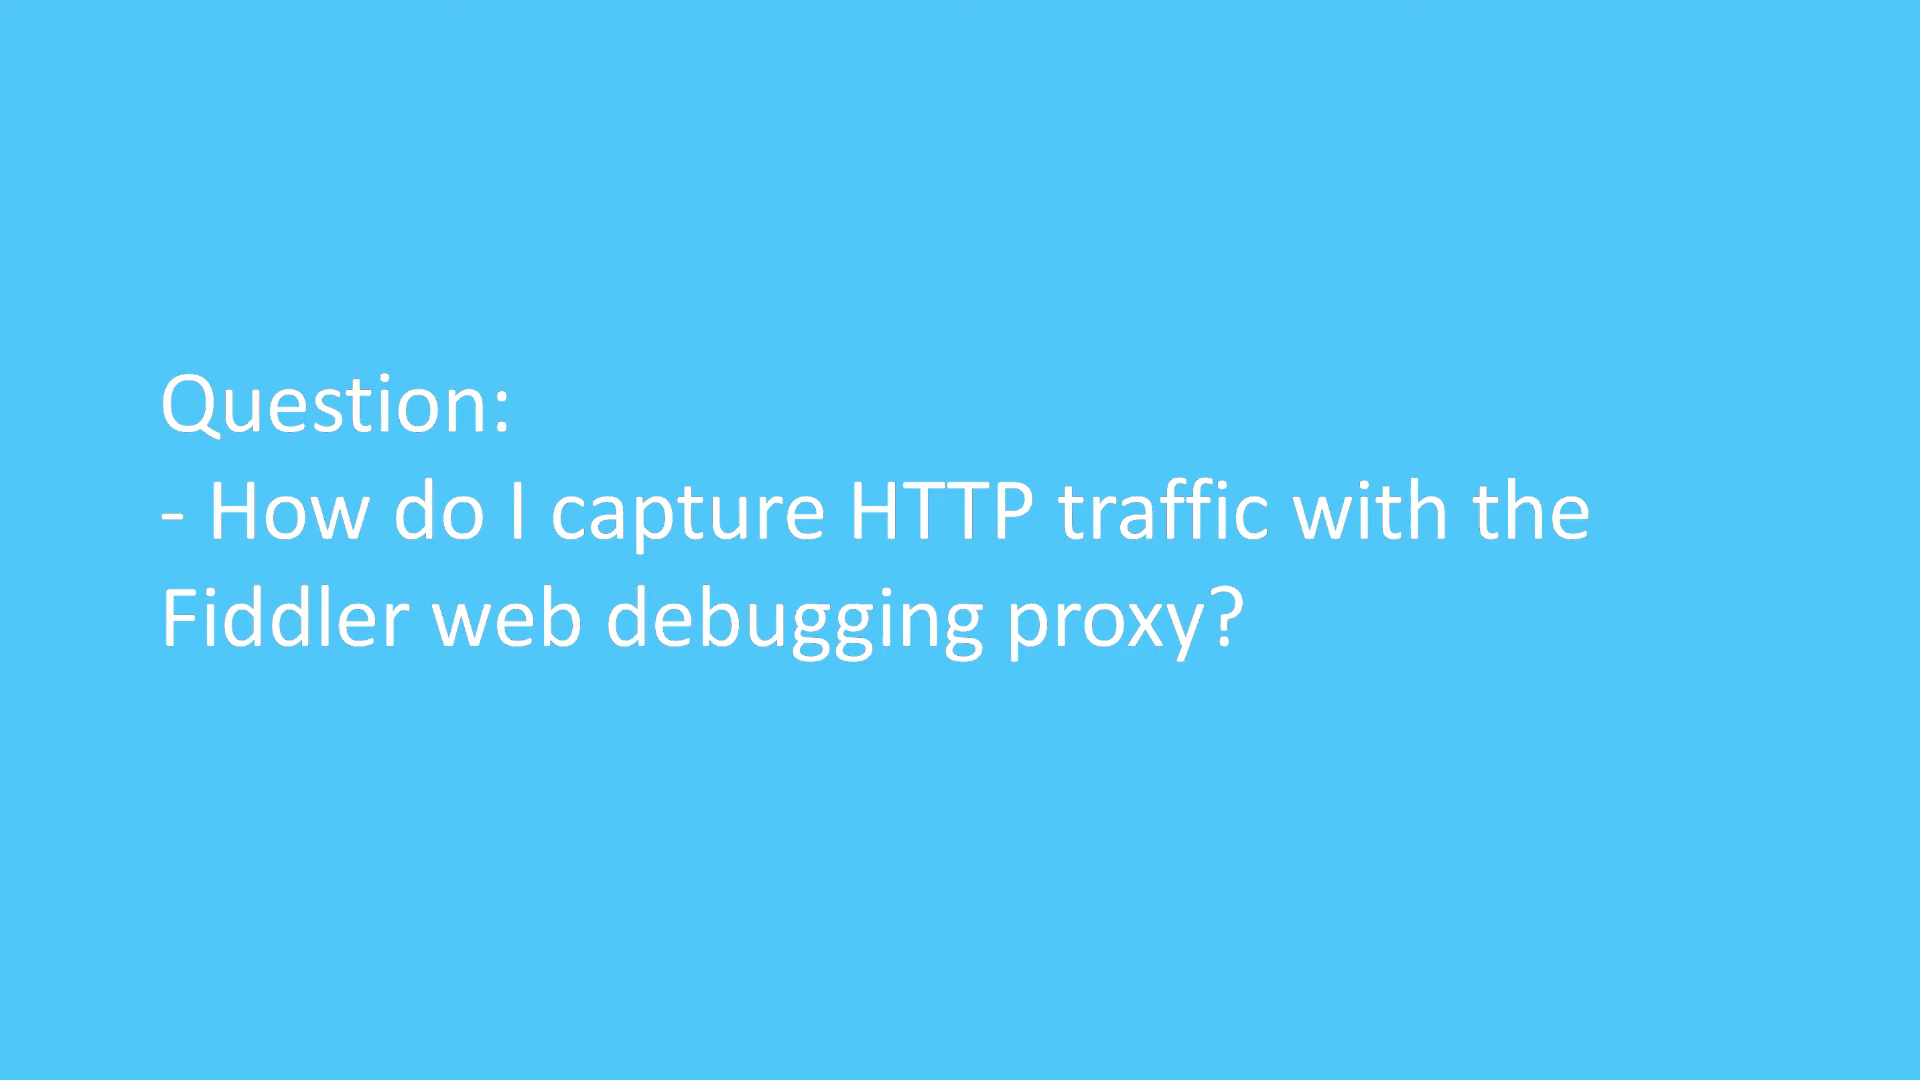 Question:
- How do I capture HTTP traffic with the
Fiddler web debugging proxy?